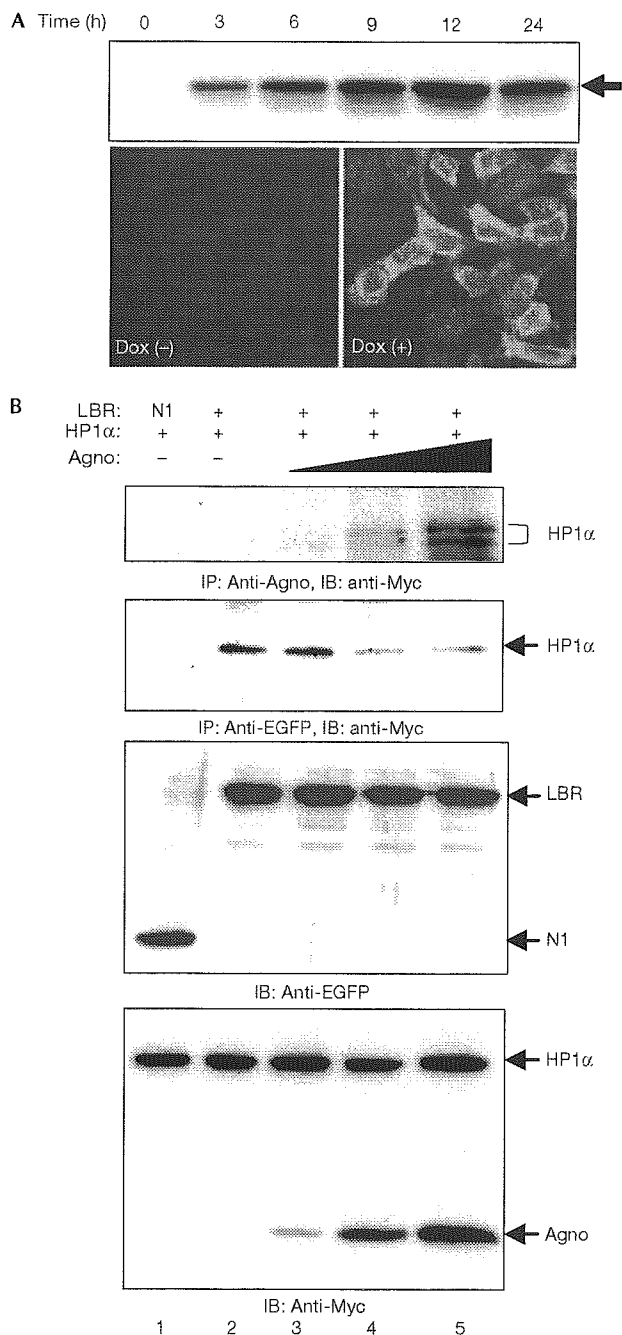 A Time (h) 0 3 6 9 12 24
Dox (–) Dox (+)
B
LBR: N1 + + + +
HP1α: + + + + +
Agno: – –
HP1α
IP: Anti-Agno, IB: anti-Myc
HP1α
IP: Anti-EGFP, IB: anti-Myc
LBR
N1
IB: Anti-EGFP
HP1α
Agno
IB: Anti-Myc
1 2 3 4 5